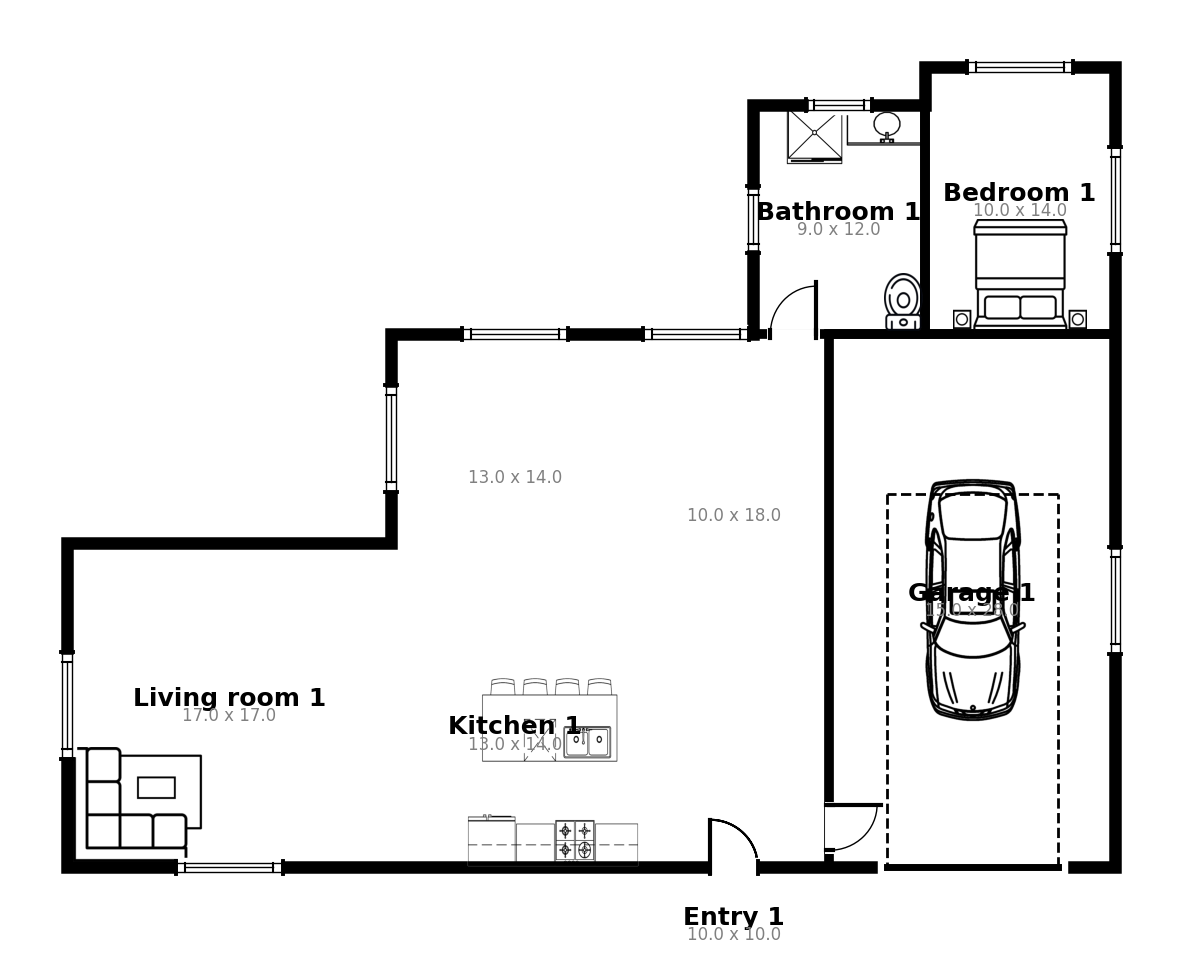 Bedroom 1
10.0 x 14.0
Bathroom 1
9.0 x 12.0
13.0 x 14.0
10.0 x 18.0
Garage 1
15.0 x 28.0
Living room 1
17.0 x 17.0
Kitchen 1
13.0 x 14.0
Entry 1
10.0 x 10.0